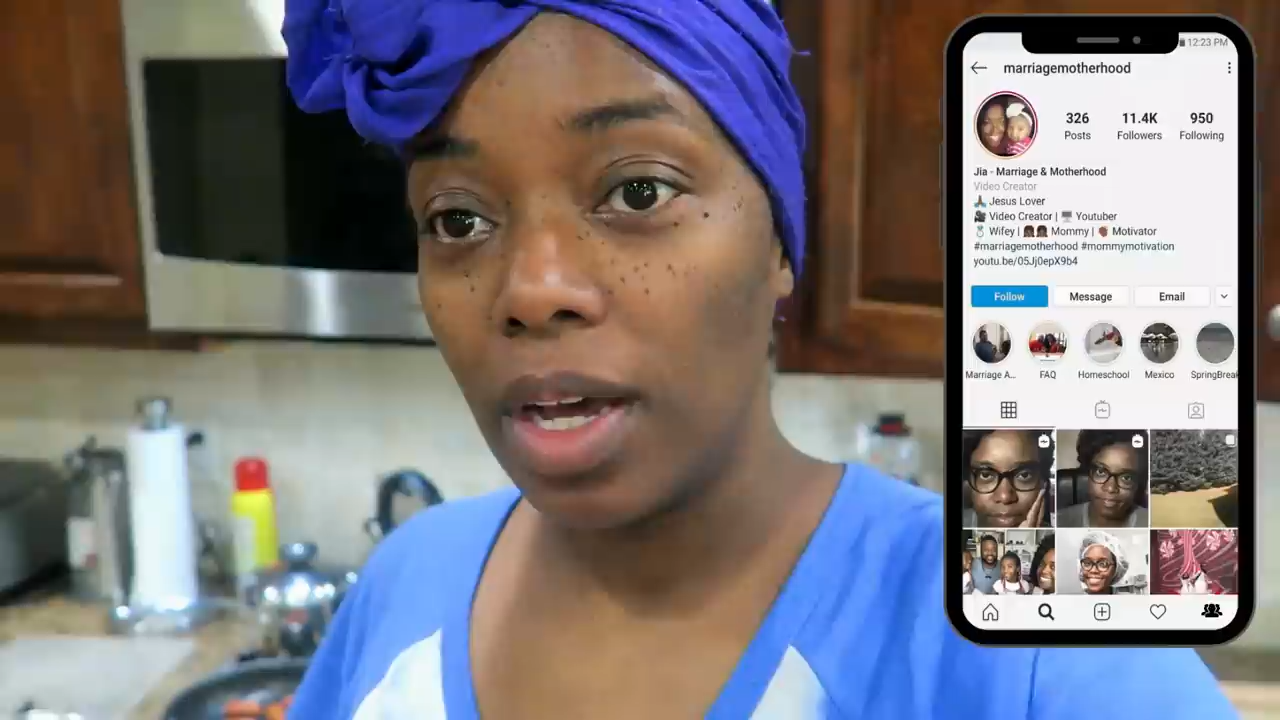 12:23 PM
marriagemotherhood
326 11.4K 950
Posts Followers Following
Jia - Marriage & Motherhood
Video Creator
Jesus Lover
Video Creator | Youtuber
Wifey | Mommy | Motivator
#marriagemotherhood #mommymotivation
youtu.be/05Jj0epX9b4
Follow Message Email
Marriage A... FAQ Homeschool Mexico SpringBreak